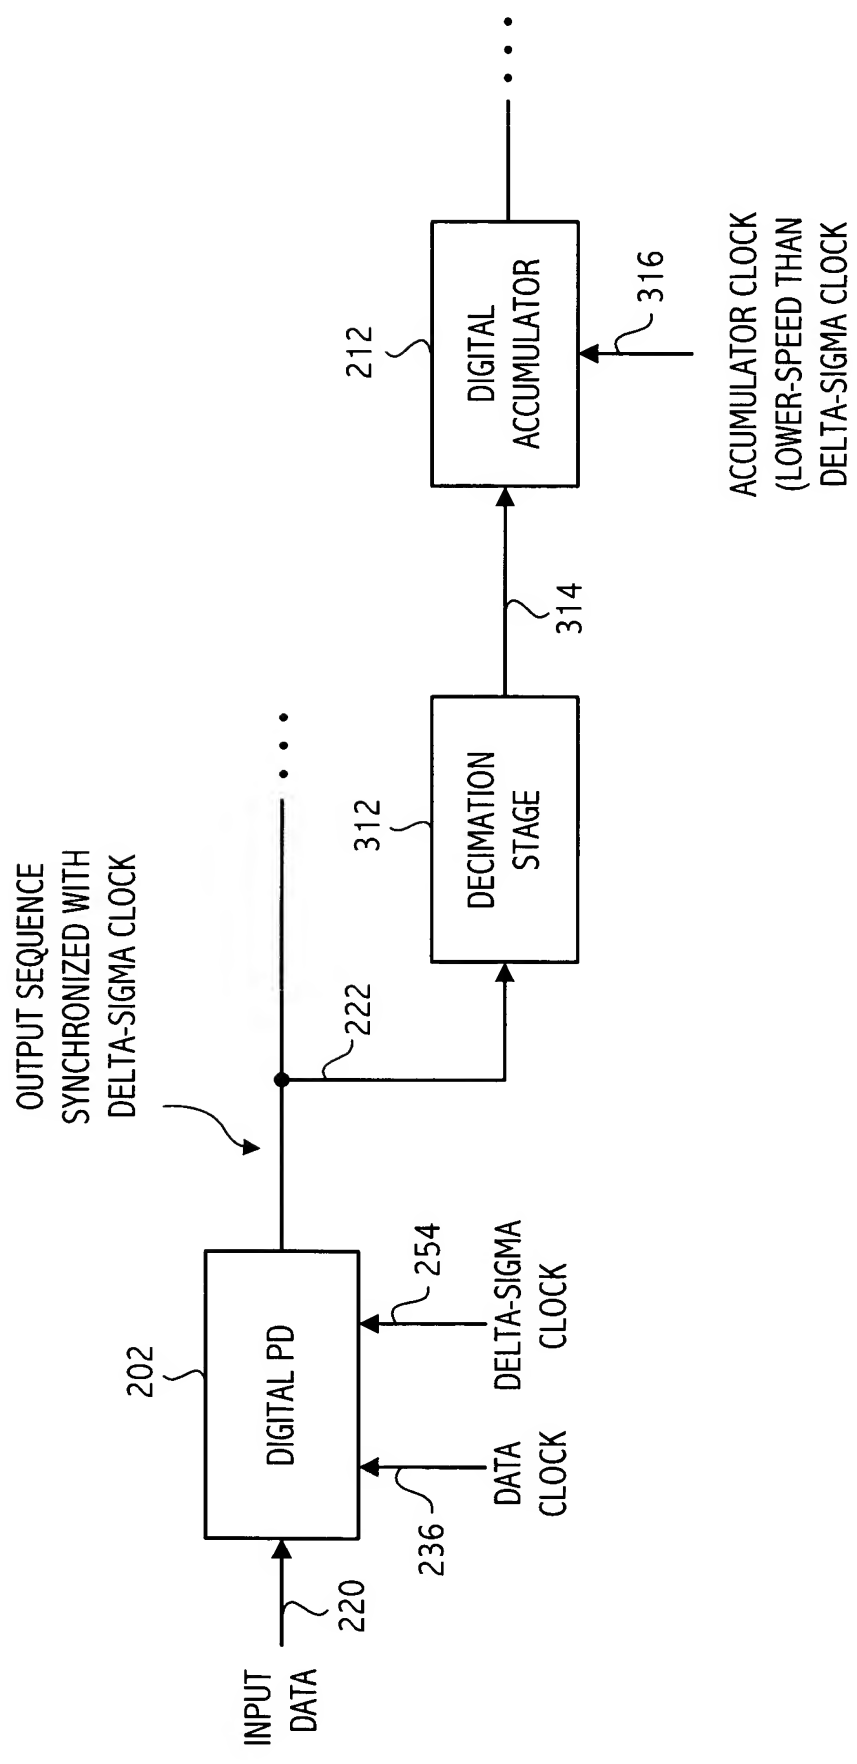 OUTPUT SEQUENCE
SYNCHRONIZED WITH
DELTA-SIGMA CLOCK
INPUT
DATA
220
202
DIGITAL PD
236
DATA
CLOCK
254
DELTA-SIGMA
CLOCK
222
312
DECIMATION
STAGE
314
212
DIGITAL
ACCUMULATOR
316
ACCUMULATOR CLOCK
(LOWER-SPEED THAN
DELTA-SIGMA CLOCK